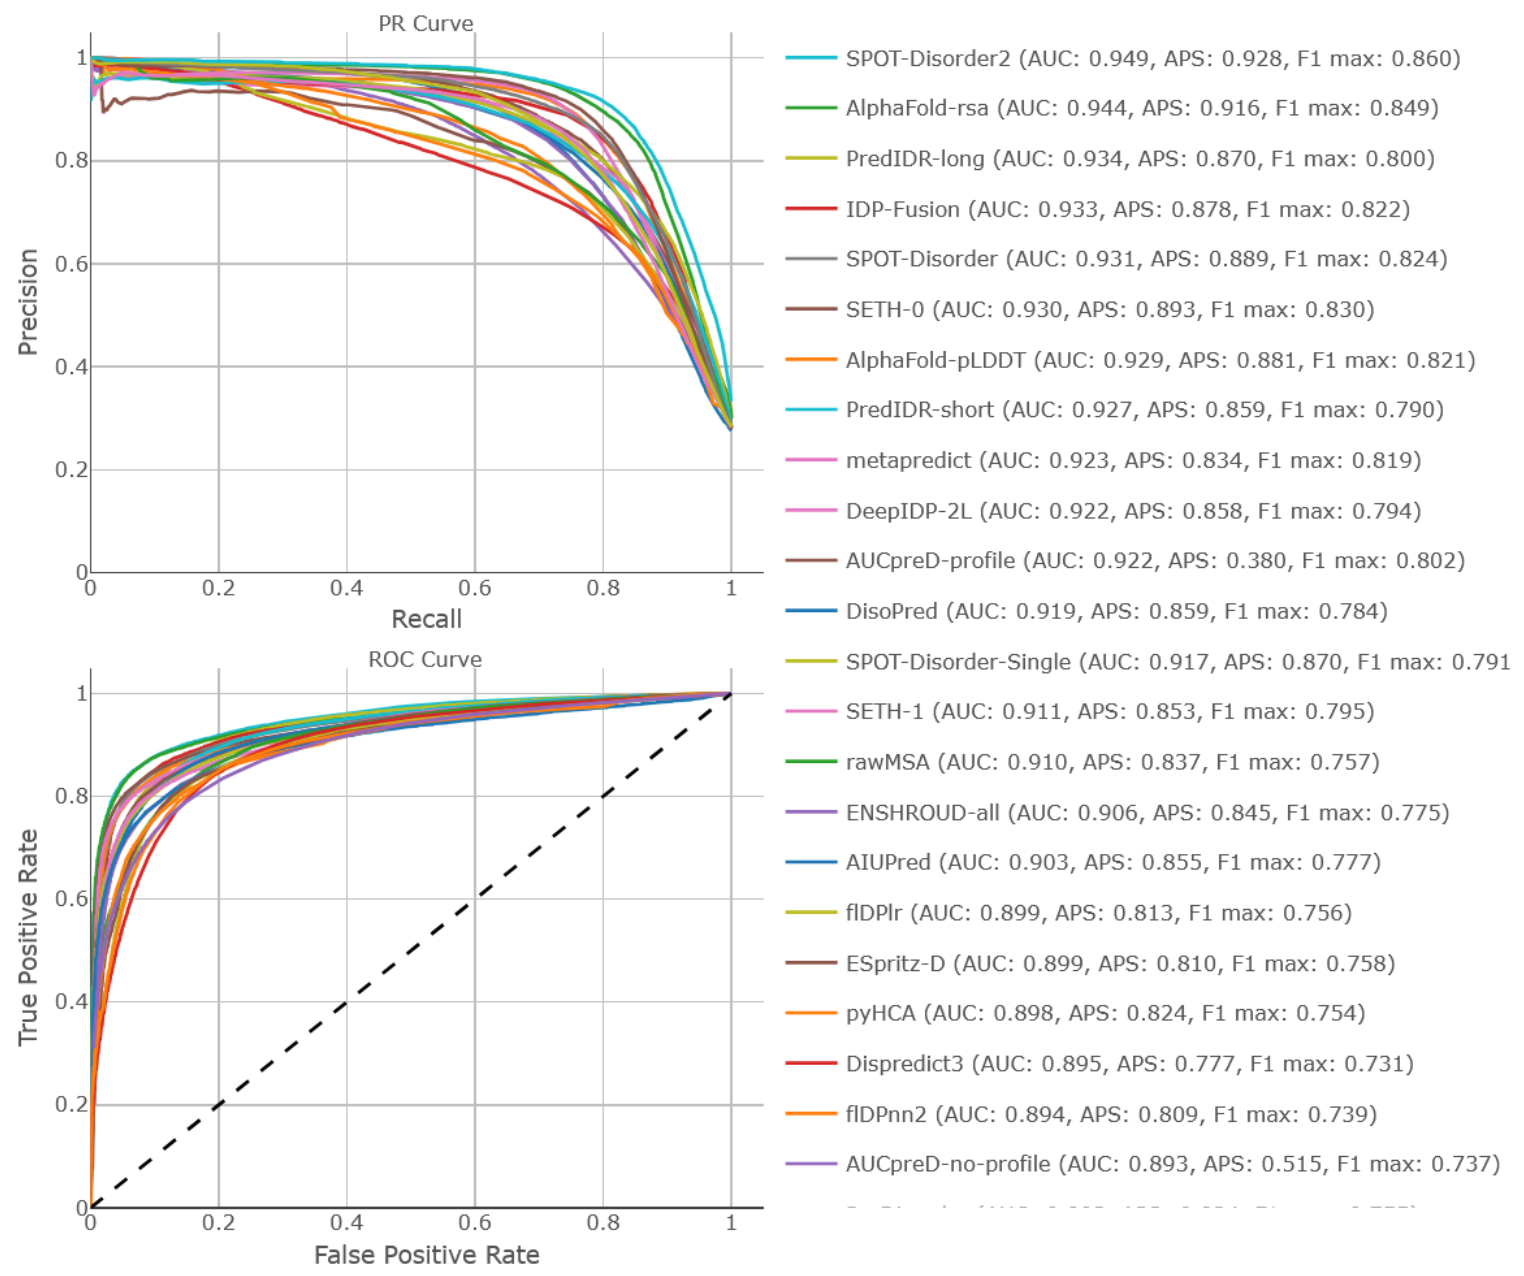 PR Curve
1
0.8
0.6
0.4
0.2
0
Precision
0
0.2
0.4
0.6
0.8
1
Recall
ROC Curve
1
0.8
0.6
0.4
0.2
0
True Positive Rate
0
0.2
0.4
0.6
0.8
1
False Positive Rate
SPOT-Disorder2 (AUC: 0.949, APS: 0.928, F1 max: 0.860)
AlphaFold-rsa (AUC: 0.944, APS: 0.916, F1 max: 0.849)
PredIDR-long (AUC: 0.934, APS: 0.870, F1 max: 0.800)
IDP-Fusion (AUC: 0.933, APS: 0.878, F1 max: 0.822)
SPOT-Disorder (AUC: 0.931, APS: 0.889, F1 max: 0.824)
SETH-0 (AUC: 0.930, APS: 0.893, F1 max: 0.830)
AlphaFold-pLDDT (AUC: 0.929, APS: 0.881, F1 max: 0.821)
PredIDR-short (AUC: 0.927, APS: 0.859, F1 max: 0.790)
metapredict (AUC: 0.923, APS: 0.834, F1 max: 0.819)
DeepIDP-2L (AUC: 0.922, APS: 0.858, F1 max: 0.794)
AUCpreD-profile (AUC: 0.922, APS: 0.380, F1 max: 0.802)
DisoPred (AUC: 0.919, APS: 0.859, F1 max: 0.784)
SPOT-Disorder-Single (AUC: 0.917, APS: 0.870, F1 max: 0.791
SETH-1 (AUC: 0.911, APS: 0.853, F1 max: 0.795)
rawMSA (AUC: 0.910, APS: 0.837, F1 max: 0.757)
ENSHROUD-all (AUC: 0.906, APS: 0.845, F1 max: 0.775)
AIUPred (AUC: 0.903, APS: 0.855, F1 max: 0.777)
flDPlr (AUC: 0.899, APS: 0.813, F1 max: 0.756)
ESpritz-D (AUC: 0.899, APS: 0.810, F1 max: 0.758)
pyHCA (AUC: 0.898, APS: 0.824, F1 max: 0.754)
Dispredict3 (AUC: 0.895, APS: 0.777, F1 max: 0.731)
flDPnn2 (AUC: 0.894, APS: 0.809, F1 max: 0.739)
AUCpreD-no-profile (AUC: 0.893, APS: 0.515, F1 max: 0.737)